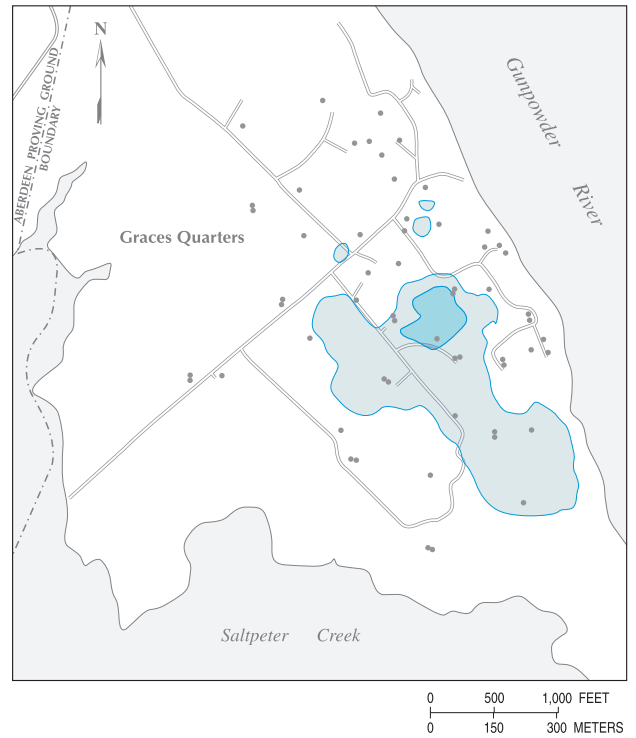 N
ABERDEEN PROVING GROUND
BOUNDARY
Gunpowder
River
Graces Quarters
Saltpeter Creek
0 500 1,000 FEET
0 150 300 METERS